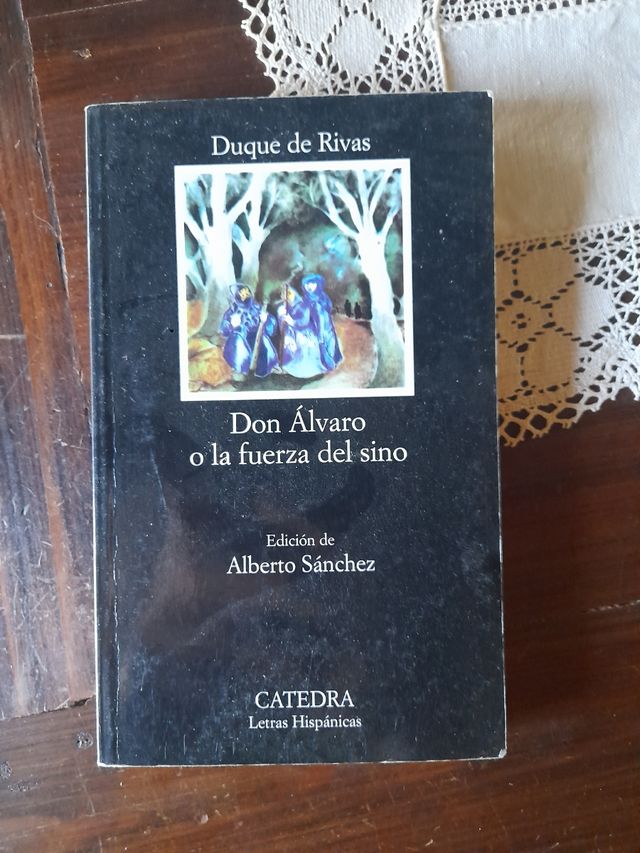 Duque de Rivas
Don Álvaro
o la fuerza del sino
Edición de
Alberto Sánchez
CATEDRA
Letras Hispánicas